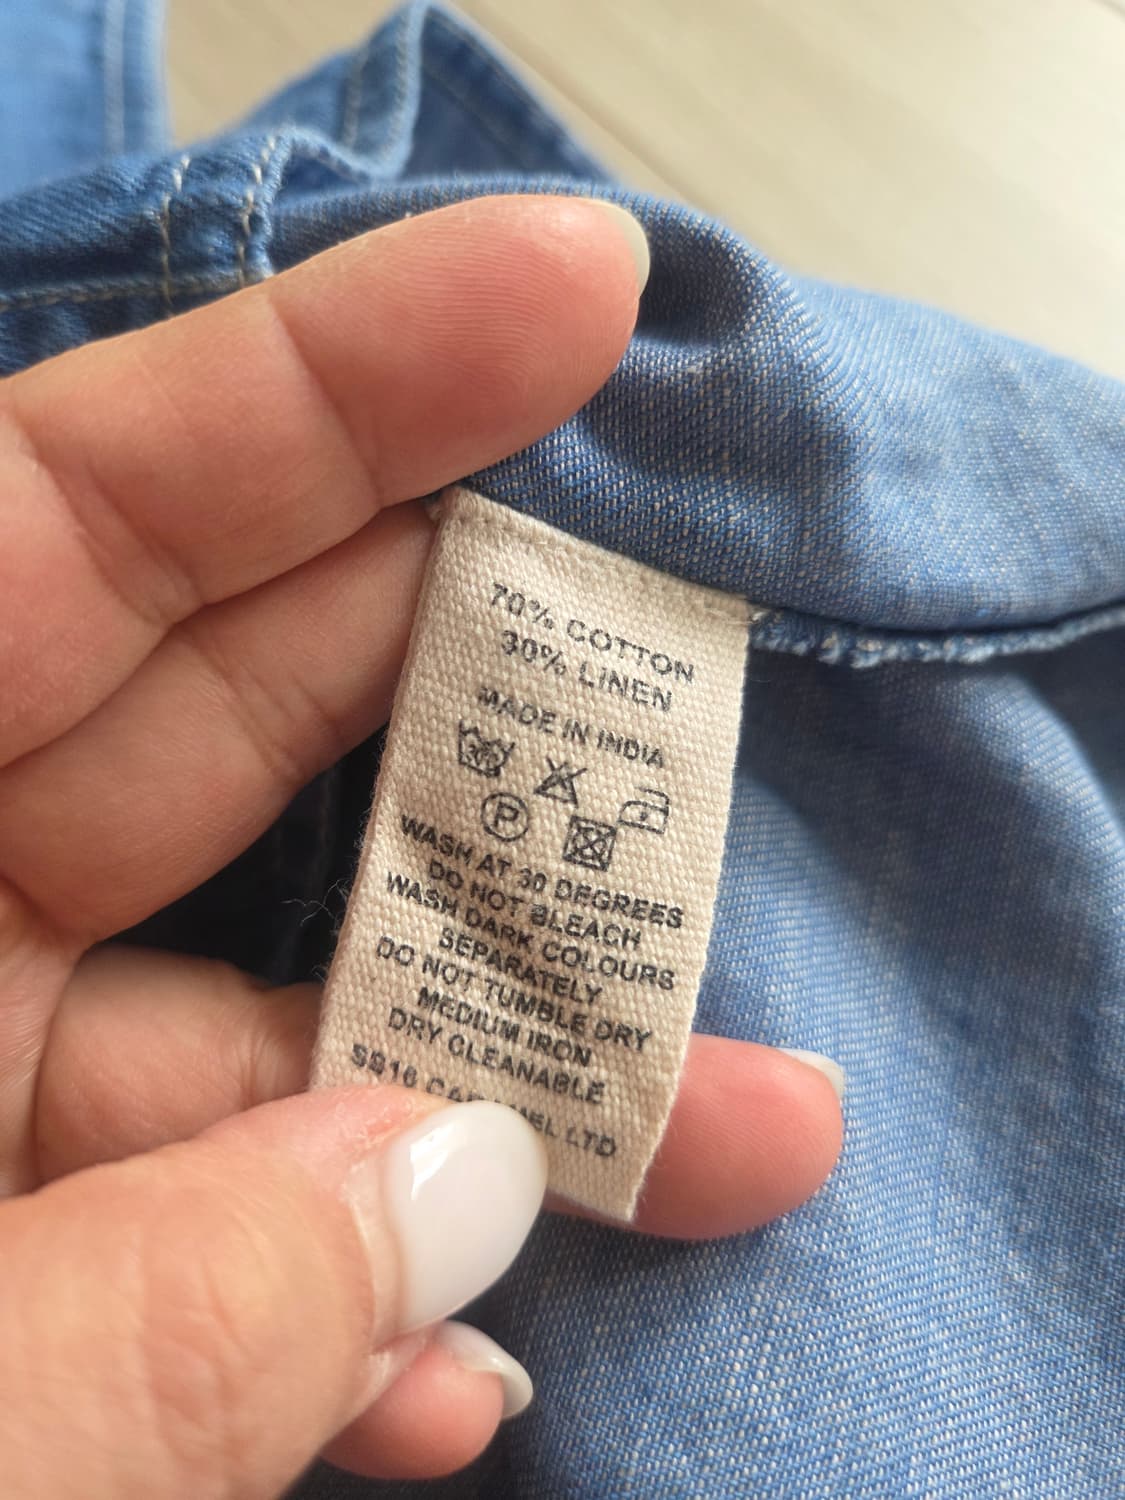 70% COTTON
30% LINEN
MADE IN INDIA
30
P
WASH AT 30 DEGREES
DO NOT BLEACH
WASH DARK COLOURS
SEPARATELY
DO NOT TUMBLE DRY
MEDIUM IRON
DRY CLEANABLE
LTD